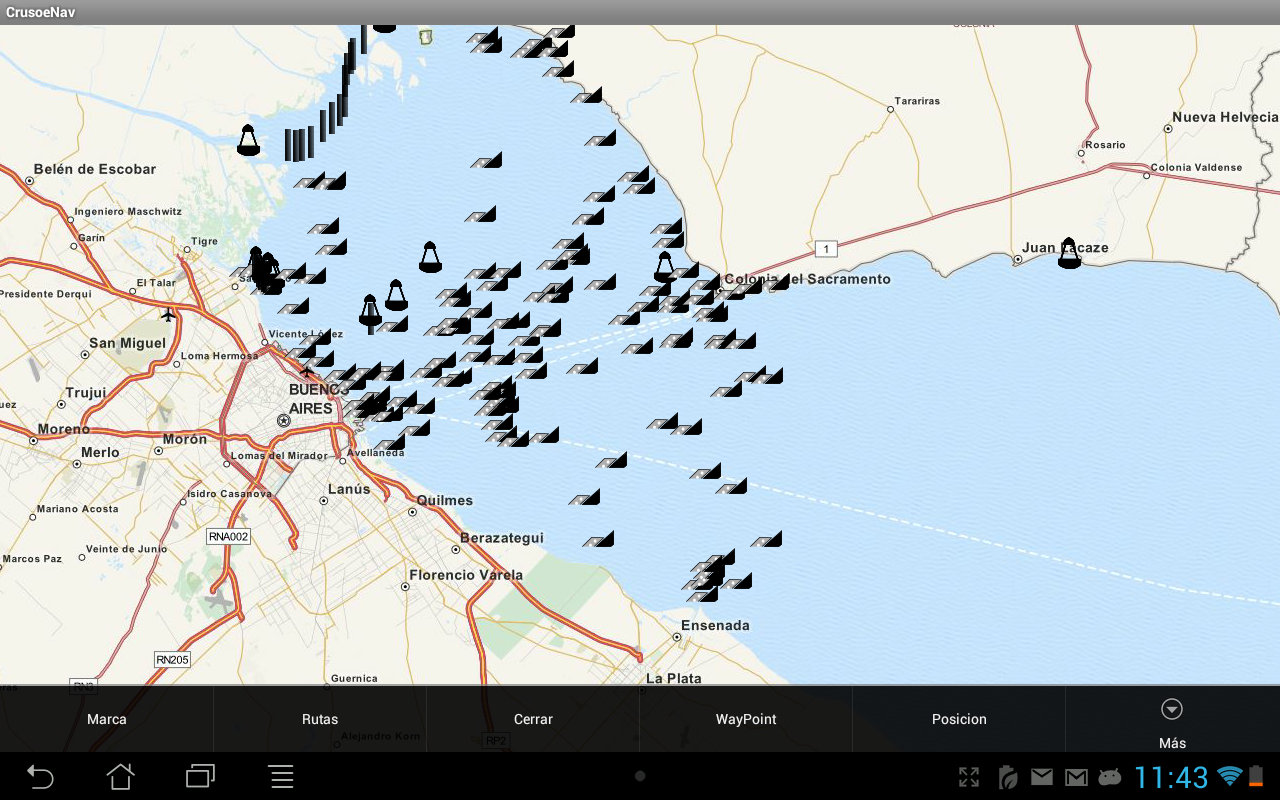 CrusoeNav
Tarariras
Nueva Helvecia
Rosario
Colonia Valdense
Belén de Escobar
Ingeniero Maschwitz
Garín
Tigre
1
Juan Lacaze
El Talar
Colonia del Sacramento
Presidente Derqui
San Miguel
Vicente López
Loma Hermosa
Trujui
BUENOS
AIRES
Moreno
Morón
Merlo
Lomas del Mirador
Avellaneda
Lanús
Isidro Casanova
Quilmes
Mariano Acosta
RNA002
Berazategui
Veinte de Junio
Marcos Paz
Florencio Varela
Ensenada
RN205
Guernica
La Plata
RN3
Alejandro Korn
RP2
Marca
Rutas
Cerrar
WayPoint
Posicion
Más
11:43